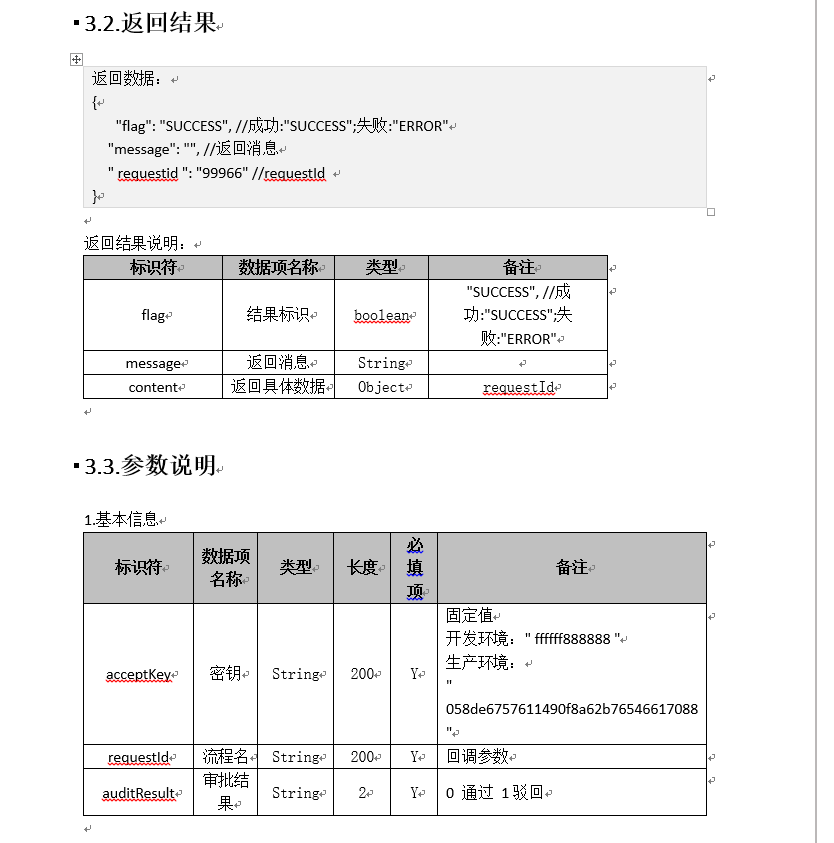 3.2.返回结果
返回数据：
{
"flag": "SUCCESS", //成功:"SUCCESS";失败:"ERROR"
"message": "", //返回消息
" requestid ": "99966" //requestId
}
返回结果说明：
标识符 数据项名称 类型 备注
flag 结果标识 boolean "SUCCESS", //成
功:"SUCCESS";失
败:"ERROR"
message 返回消息 String
content 返回具体数据 Object requestId
3.3.参数说明
1.基本信息
标识符 数据项
名称 类型 长度 必
填
项 备注
acceptKey 密钥 String 200 Y 固定值
开发环境：" ffffff888888 "
生产环境：
"
058de6757611490f8a62b76546617088
"
requestId 流程名 String 200 Y 回调参数
auditResult 审批结
果 String 2 Y 0 通过 1 驳回